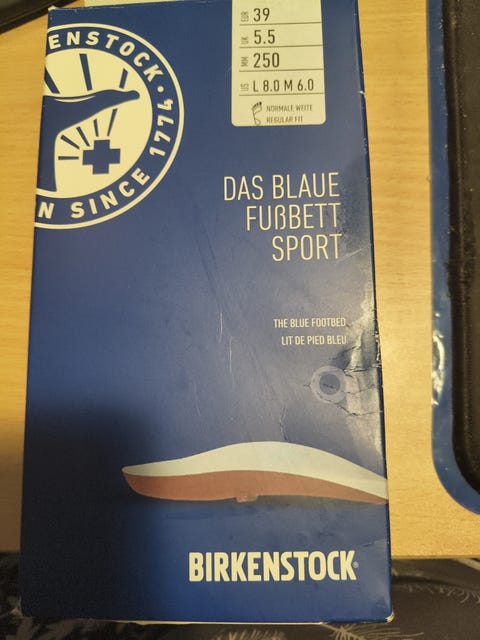 EUR 39
UK 5.5
MM 250
US L 8.0 M 6.0
NORMALE WEITE
REGULAR FIT
ENSTOCK · 
N SINCE 1774
DAS BLAUE
FUßBETT
SPORT
THE BLUE FOOTBED
LIT DE PIED BLEU
BIRKENSTOCK®